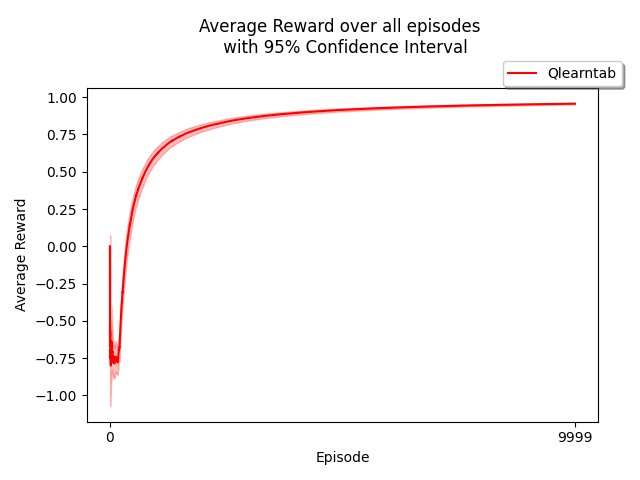 Average Reward over all episodes
with 95% Confidence Interval
Qlearntab
1.00
0.75
0.50
0.25
0.00
−0.25
−0.50
−0.75
−1.00
Average Reward
0 9999
Episode